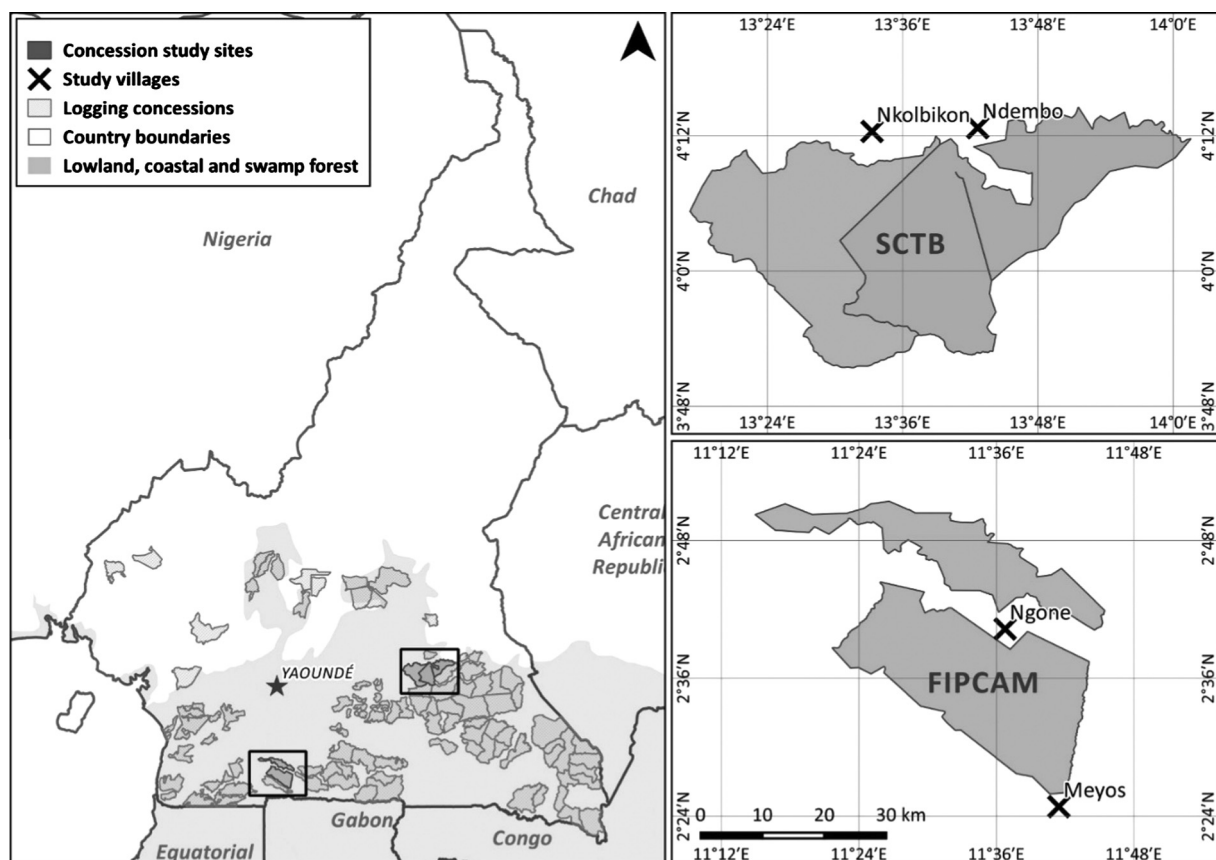 Concession study sites
Study villages
Logging concessions
Country boundaries
Lowland, coastal and swamp forest
Nigeria
Chad
Central
African
Republi
YAOUNDÉ
Gabon
Congo
Equatorial
13°24′E 13°36′E 13°48′E 14°0′E
Nkolbikon Ndembo
4°12′N 4°12′N
SCTB
4°0′N 4°0′N
3°48′N 3°48′N
13°24′E 13°36′E 13°48′E 14°0′E
11°12′E 11°24′E 11°36′E 11°48′E
2°48′N 2°48′N
Ngone
2°36′N 2°36′N
FIPCAM
Meyos
0 10 20 30 km
2°24′N 2°24′N
11°12′E 11°24′E 11°36′E 11°48′E